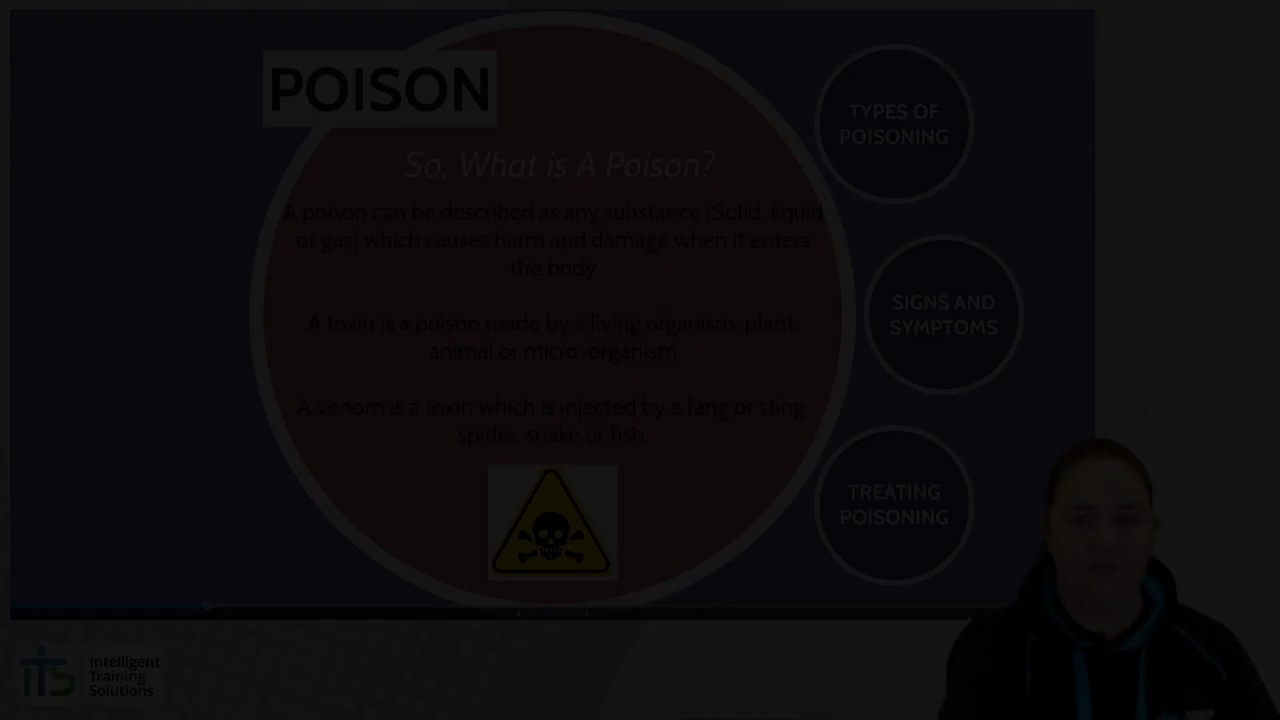 POISON
So, What is A Poison?
A poison can be described as any substance (Solid, liquid
or gas) which causes harm and damage when it enters
the body
A toxin is a poison made by a living organism: plant,
animal or micro-organism
A venom is a toxin which is injected by a fang or sting:
spider, snake or fish.
TYPES OF
POISONING
SIGNS AND
SYMPTOMS
TREATING
POISONING
Intelligent
Training
Solutions